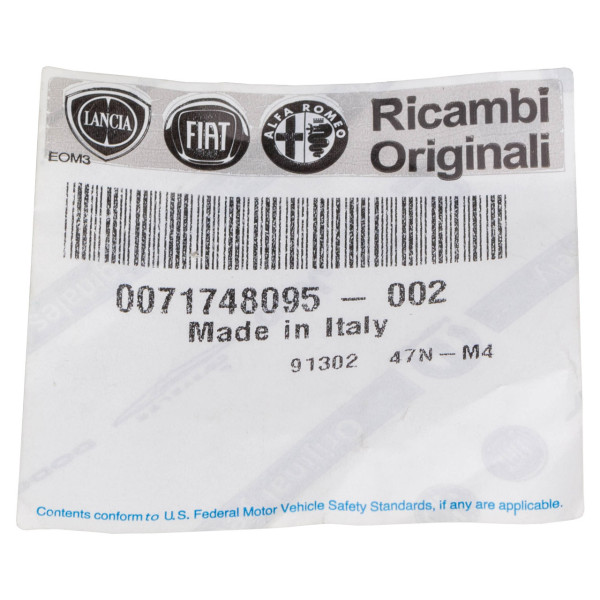 LANCIA
FIAT
ALFA ROMEO
Ricambi
Originali
EOM3
0071748095 - 002
Made in Italy
91302 47N-M4
Contents conform to U.S. Federal Motor Vehicle Safety Standards, if any are applicable.